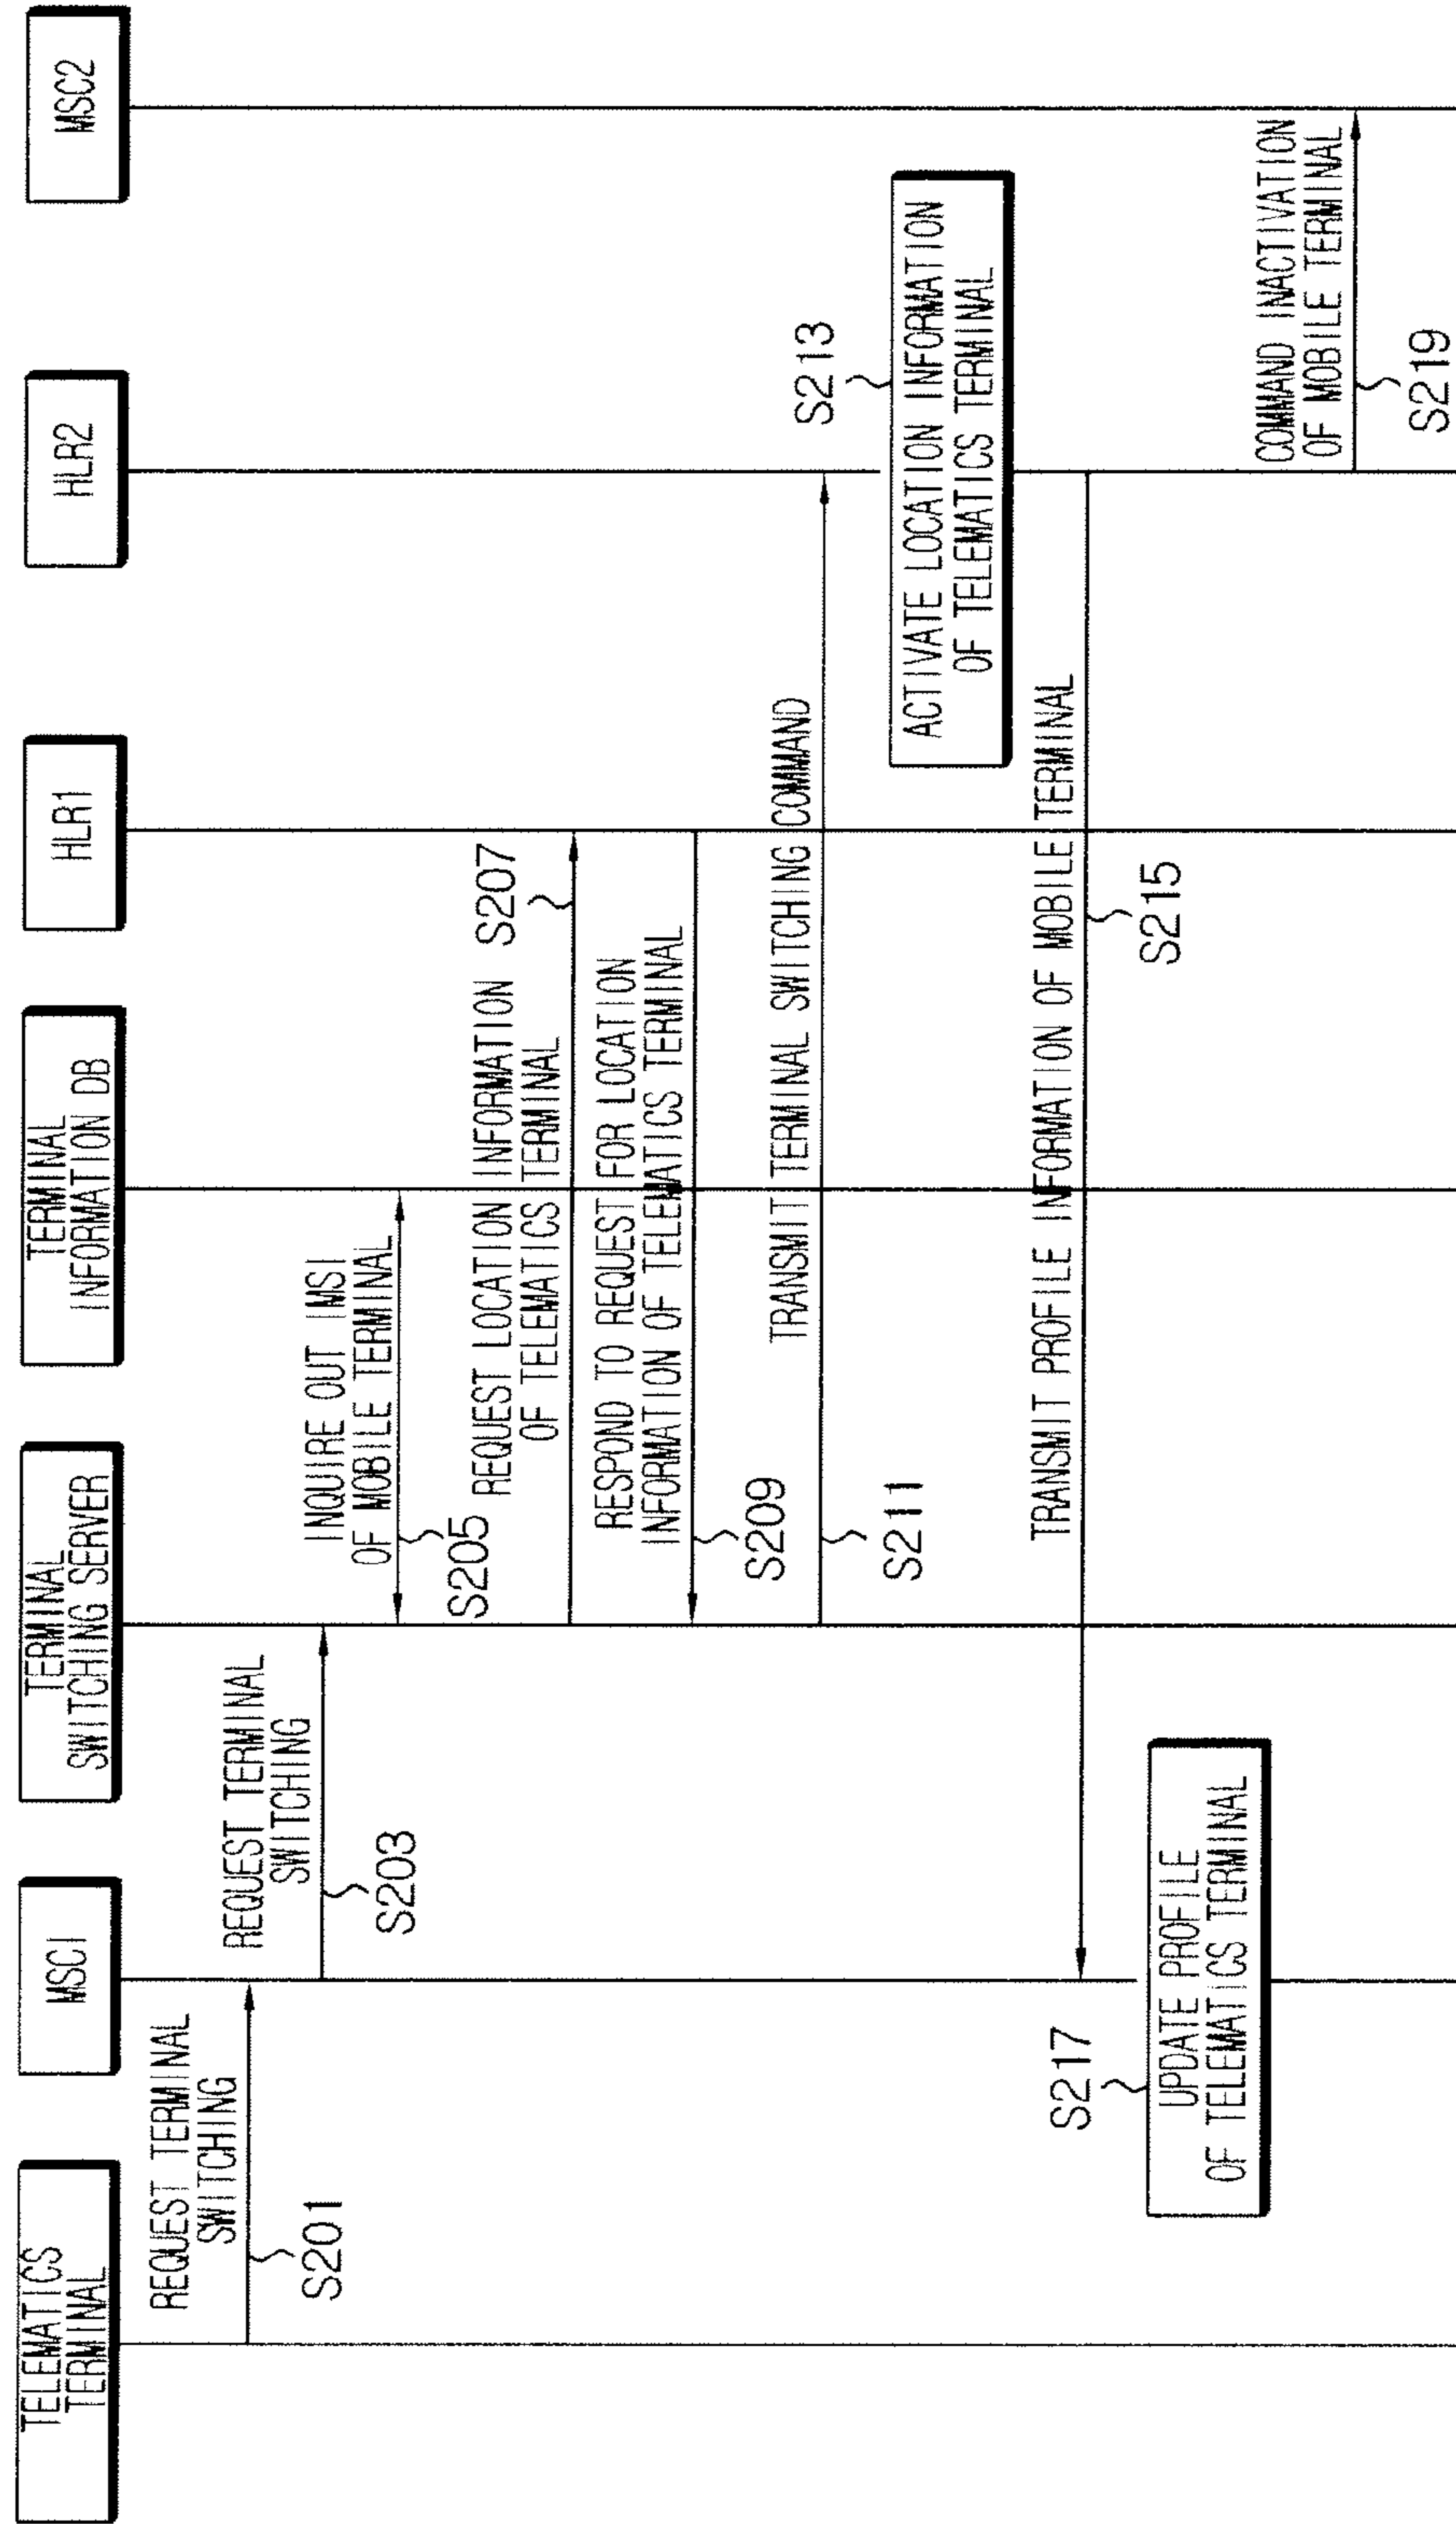 TELEMATICS
TERMINAL
MSC1
TERMINAL
SWITCHING SERVER
TERMINAL
INFORMATION DB
HLR1
HLR2
MSC2
REQUEST TERMINAL
SWITCHING
S201
REQUEST TERMINAL
SWITCHING
S203
INQUIRE OUT IMSI
OF MOBILE TERMINAL
S205
REQUEST LOCATION INFORMATION
OF TELEMATICS TERMINAL
S207
RESPOND TO REQUEST FOR LOCATION
INFORMATION OF TELEMATICS TERMINAL
S209
TRANSMIT TERMINAL SWITCHING COMMAND
S211
S213
ACTIVATE LOCATION INFORMATION
OF TELEMATICS TERMINAL
TRANSMIT PROFILE INFORMATION OF MOBILE TERMINAL
S215
S217
UPDATE PROFILE
OF TELEMATICS TERMINAL
COMMAND INACTIVATION
OF MOBILE TERMINAL
S219